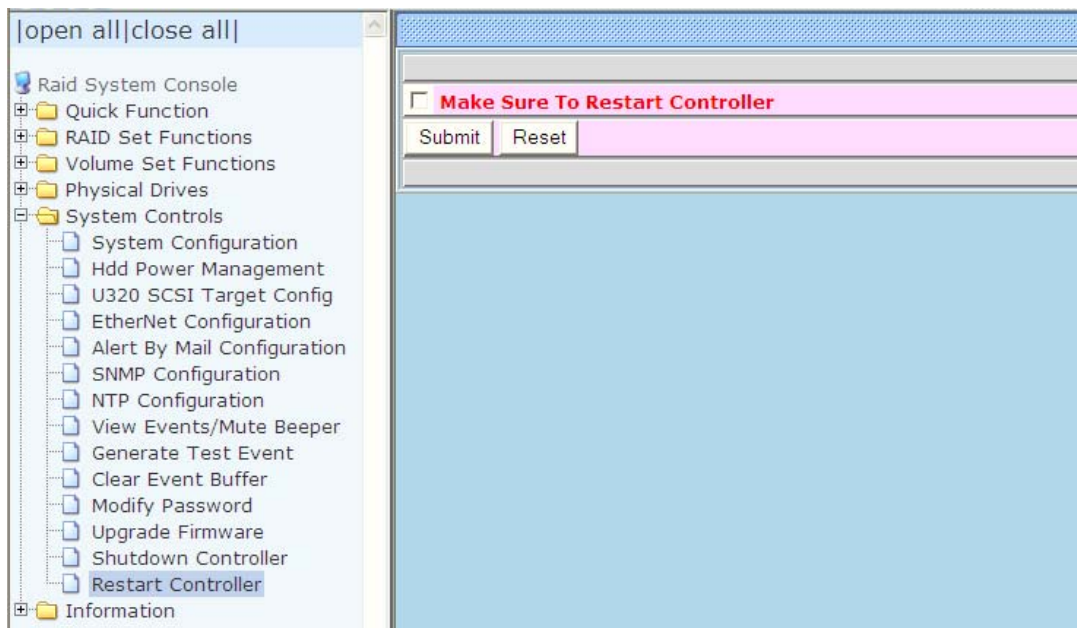 |open all|close all|
Raid System Console
Quick Function
RAID Set Functions
Volume Set Functions
Physical Drives
System Controls
System Configuration
Hdd Power Management
U320 SCSI Target Config
EtherNet Configuration
Alert By Mail Configuration
SNMP Configuration
NTP Configuration
View Events/Mute Beeper
Generate Test Event
Clear Event Buffer
Modify Password
Upgrade Firmware
Shutdown Controller
Restart Controller
Information
Make Sure To Restart Controller
Submit Reset